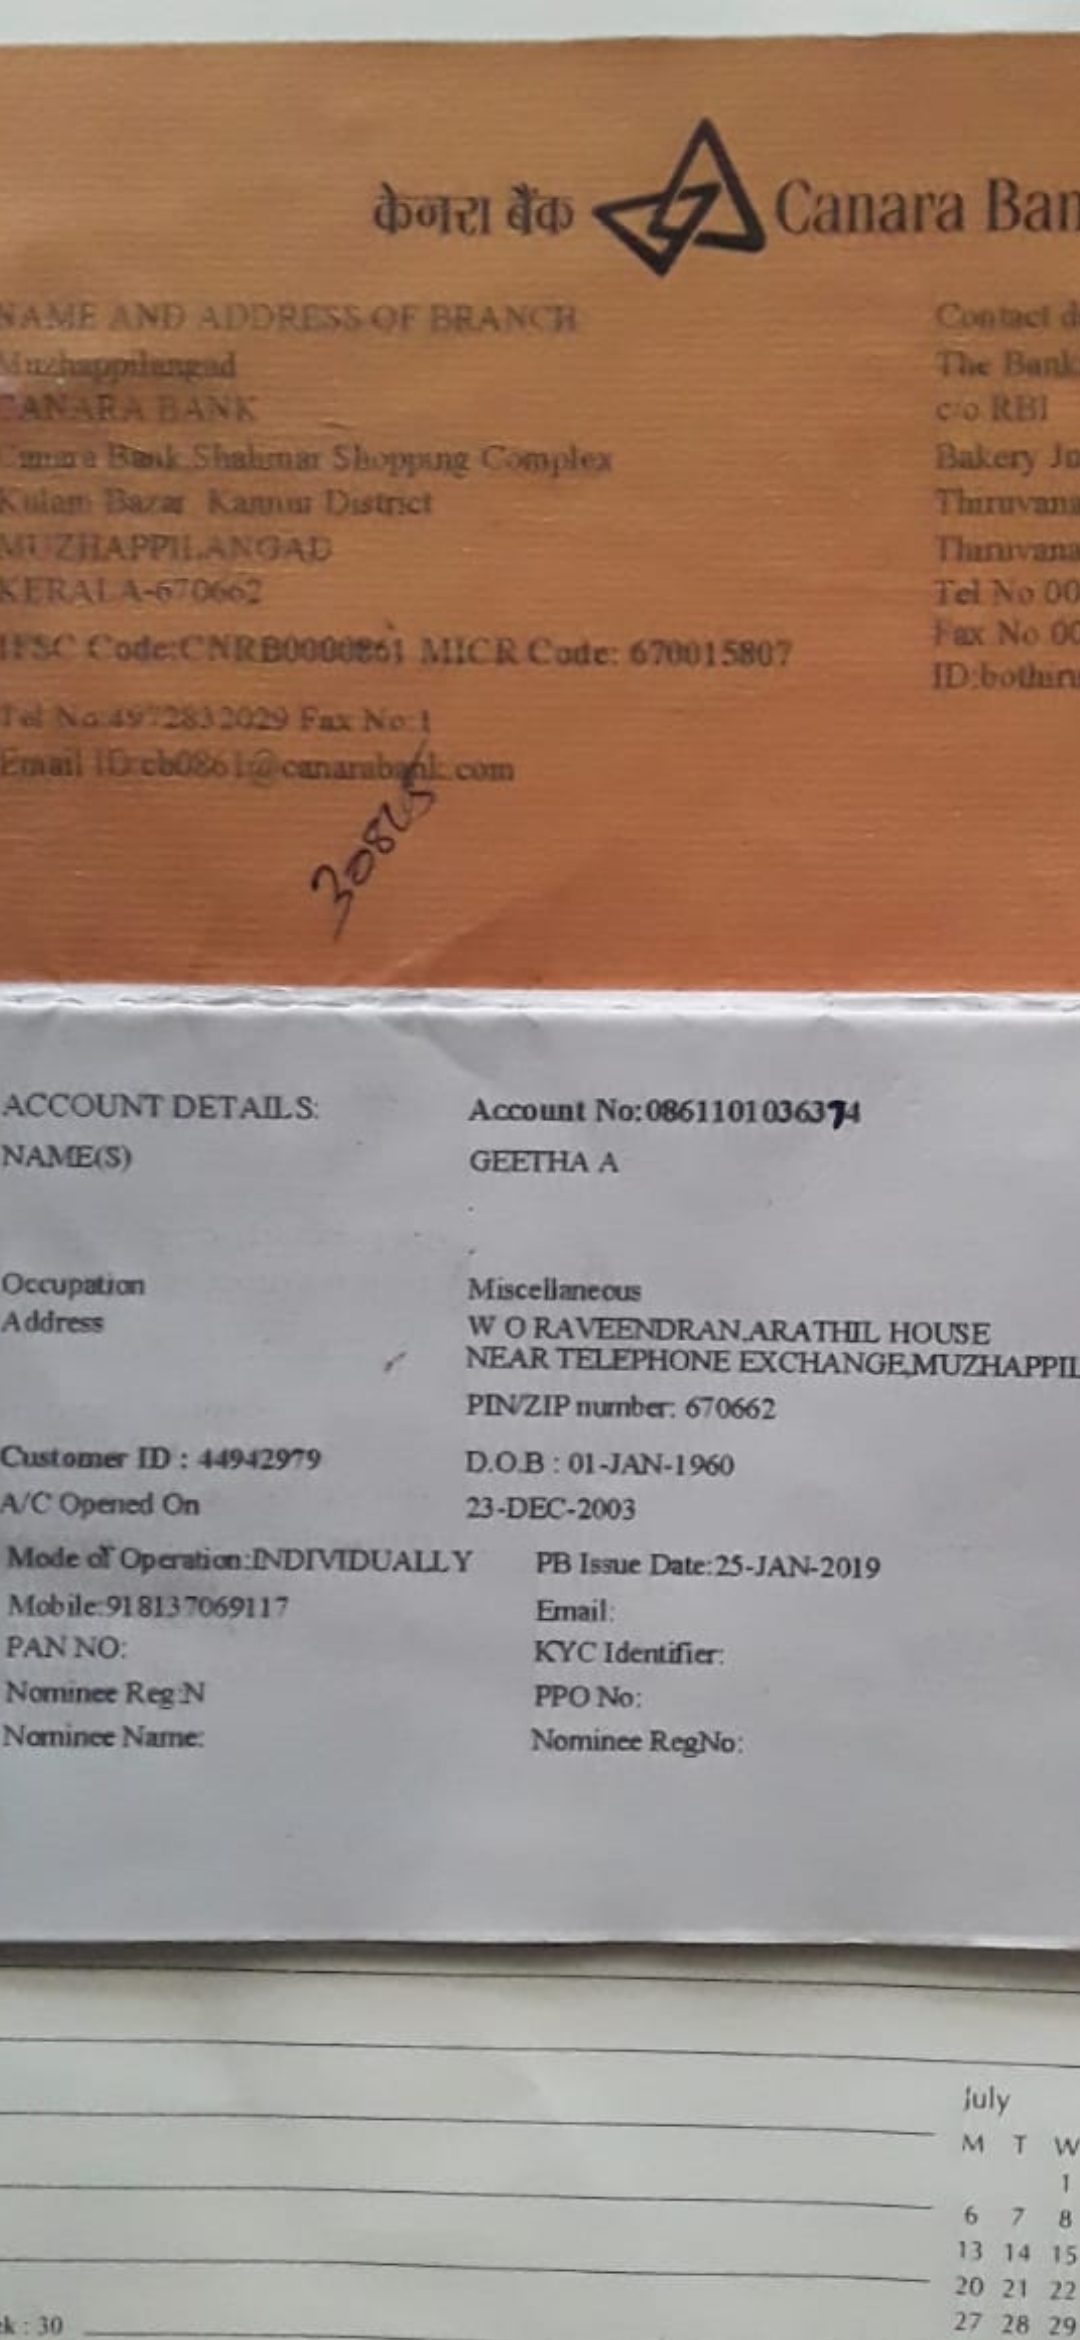 केनरा बैंक Canara Ban
NAME AND ADDRESS OF BRANCH
Muzhappilangad
CANARA BANK
Canara Bank,Shahnar Shopping Complex
Kulam Bazar Kannur District
MUZHAPPILANGAD
KERALA-670662
IFSC Code:CNRB0000861 MICR Code: 670015807
Tel No:4972832029 Fax No:1
Email ID:cb0861@canarabank.com
Contact d
The Bank
c/o RBI
Bakery Ju
Thiruvana
Thiruvana
Tel No 00
Fax No 00
ID:bothiru
ACCOUNT DETAILS: Account No:0861101036374
NAME(S) GEETHA A
Occupation Miscellaneous
Address W O RAVEENDRAN,ARATHIL HOUSE
NEAR TELEPHONE EXCHANGE,MUZHAPPIL
PIN/ZIP number: 670662
Customer ID : 44942979 D.O.B : 01-JAN-1960
A/C Opened On 23-DEC-2003
Mode of Operation:INDIVIDUALLY PB Issue Date:25-JAN-2019
Mobile:918137069117 Email:
PAN NO: KYC Identifier:
Nominee Reg:N PPO No:
Nominee Name: Nominee RegNo:
July
M T W
1
6 7 8
13 14 15
20 21 22
27 28 29
ek : 30